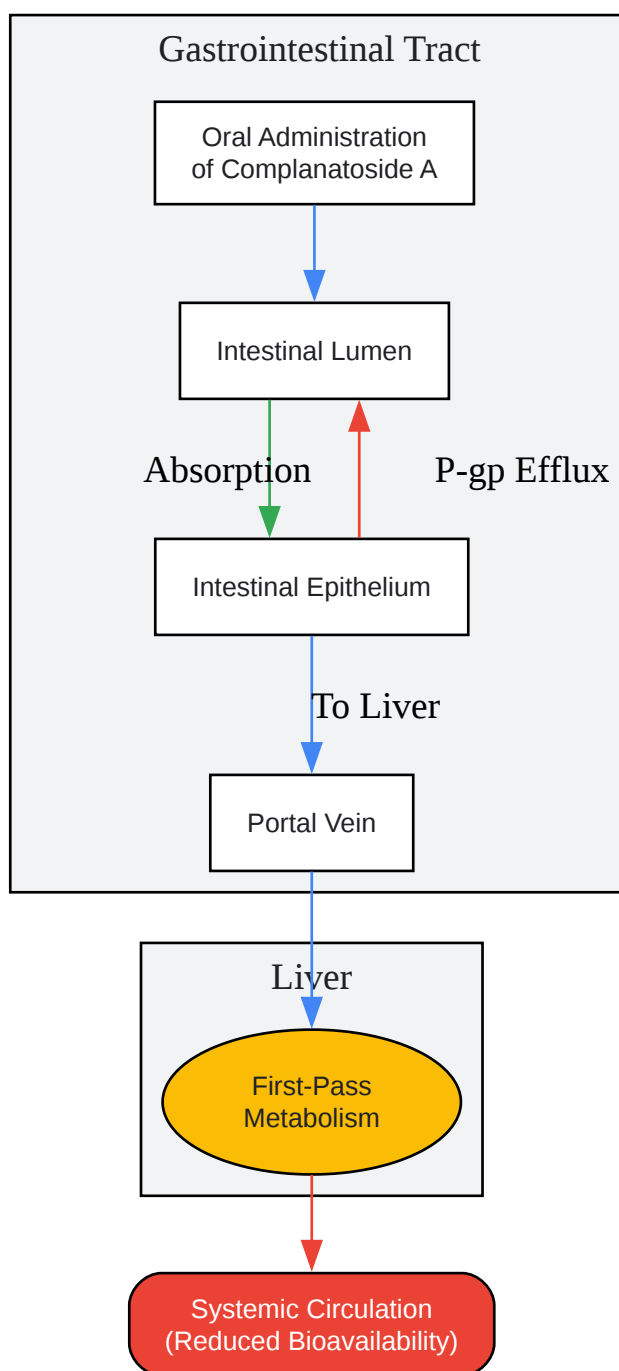 Gastrointestinal Tract
Oral Administration
of Complanatoside A
Intestinal Lumen
Absorption
P-gp Efflux
Intestinal Epithelium
To Liver
Portal Vein
Liver
First-Pass
Metabolism
Systemic Circulation
(Reduced Bioavailability)